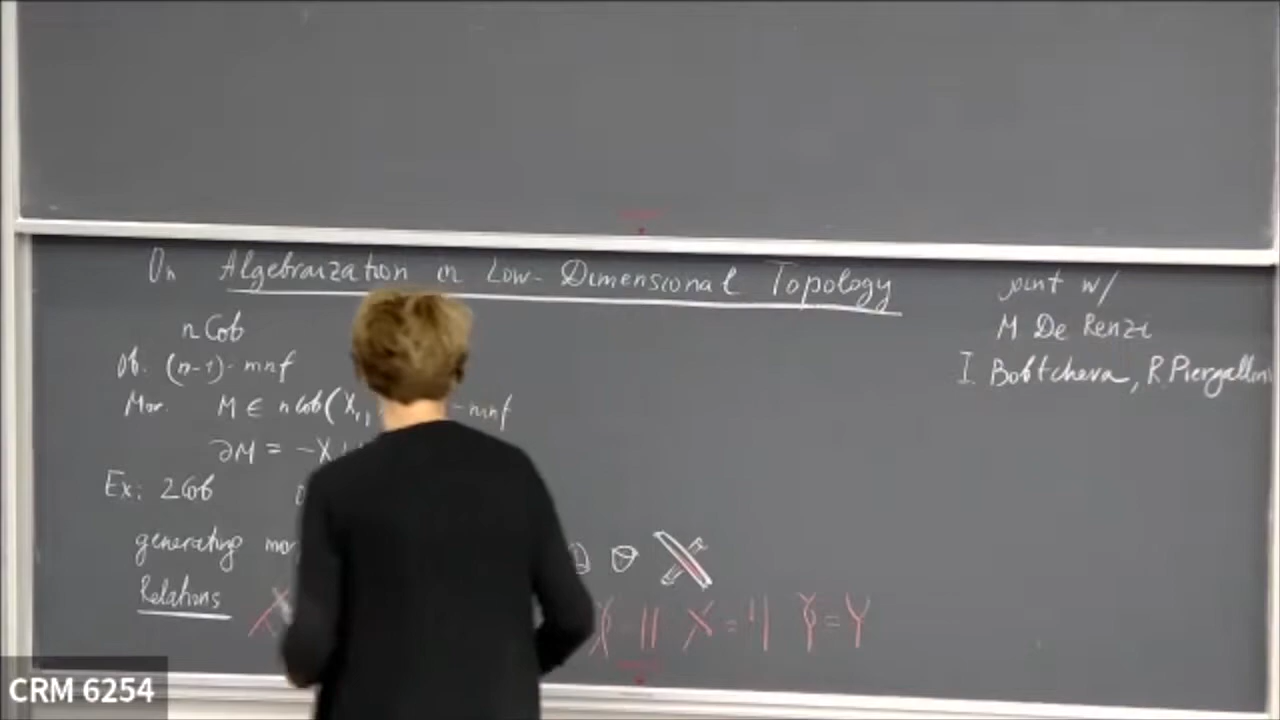 On Algebraization in Low-Dimensional Topology
joint w/
M De Renzi
I. Bobtcheva, R. Piergallini
nCob
Ob. (n-1)-mnf
Mor. M ∈ nCob(X, -mnf
∂M = -X
Ex: 2Cob
generating mor
Relations
CRM 6254